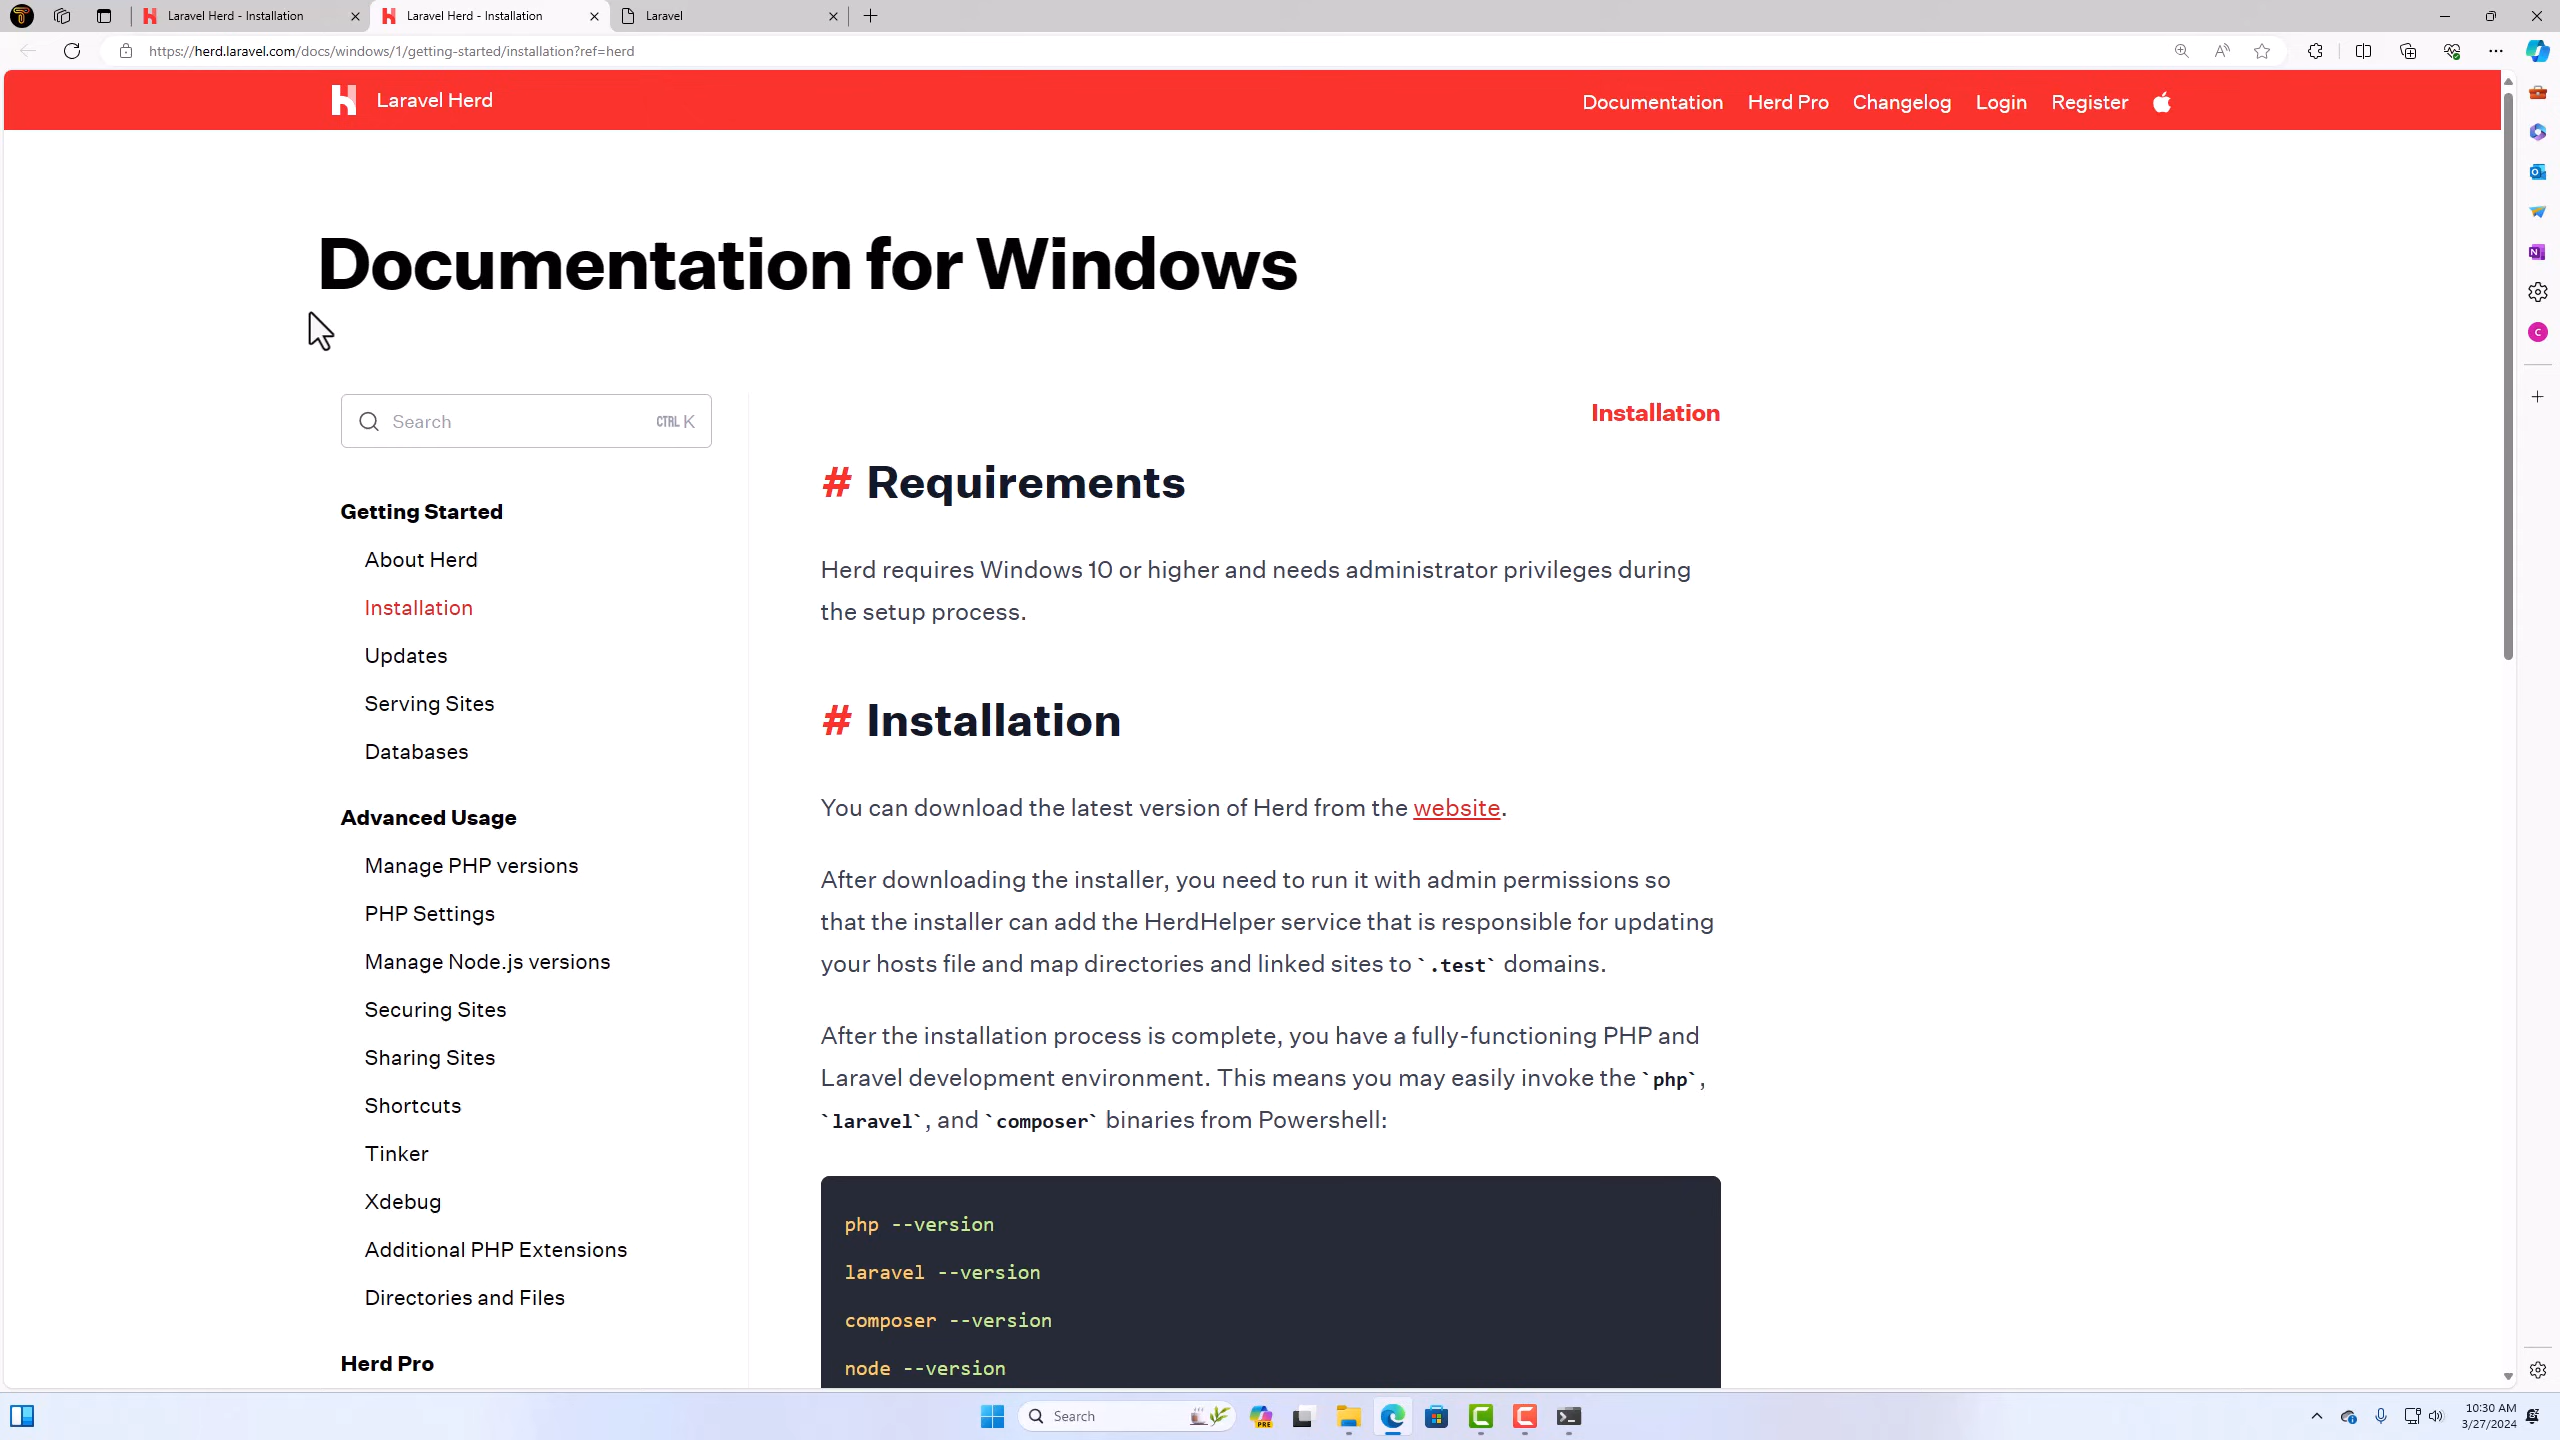 Laravel Herd - Installation
Laravel Herd - Installation
Laravel
https://herd.laravel.com/docs/windows/1/getting-started/installation?ref=herd
Laravel Herd
Documentation
Herd Pro
Changelog
Login
Register
Documentation for Windows
Search
CTRL K
Getting Started
About Herd
Installation
Updates
Serving Sites
Databases
Advanced Usage
Manage PHP versions
PHP Settings
Manage Node.js versions
Securing Sites
Sharing Sites
Shortcuts
Tinker
Xdebug
Additional PHP Extensions
Directories and Files
Herd Pro
Installation
# Requirements
Herd requires Windows 10 or higher and needs administrator privileges during
the setup process.
# Installation
You can download the latest version of Herd from the website.
After downloading the installer, you need to run it with admin permissions so
that the installer can add the HerdHelper service that is responsible for updating
your hosts file and map directories and linked sites to `.test` domains.
After the installation process is complete, you have a fully-functioning PHP and
Laravel development environment. This means you may easily invoke the `php`,
`laravel`, and `composer` binaries from Powershell:
php --version
laravel --version
composer --version
node --version
C
Search
PRE
10:30 AM
3/27/2024